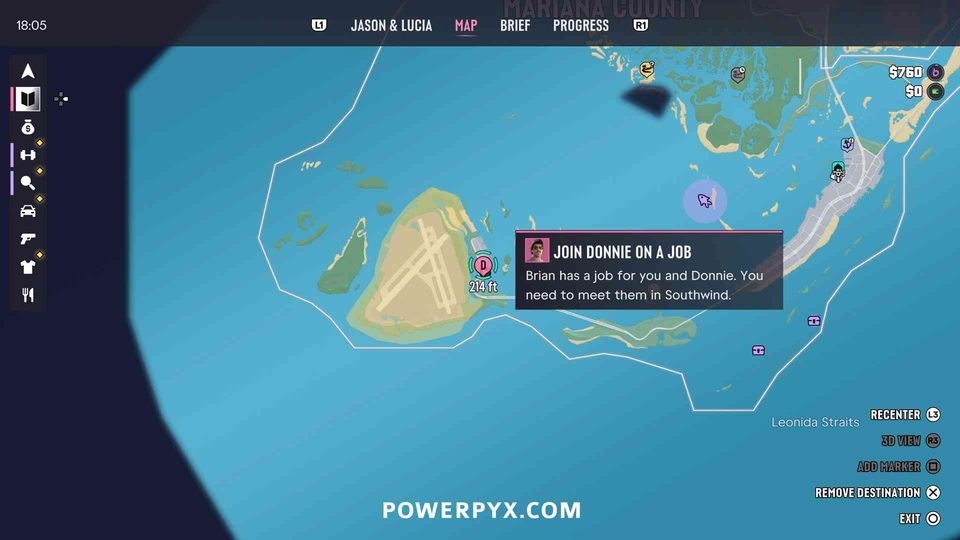 MARIANA COUNTY
18:05
L1 JASON & LUCIA MAP BRIEF PROGRESS R1
$760
$0
JOIN DONNIE ON A JOB
Brian has a job for you and Donnie. You
need to meet them in Southwind.
D
214 ft
Leonida Straits
RECENTER L3
3D VIEW R3
ADD MARKER
REMOVE DESTINATION
EXIT
POWERPYX.COM